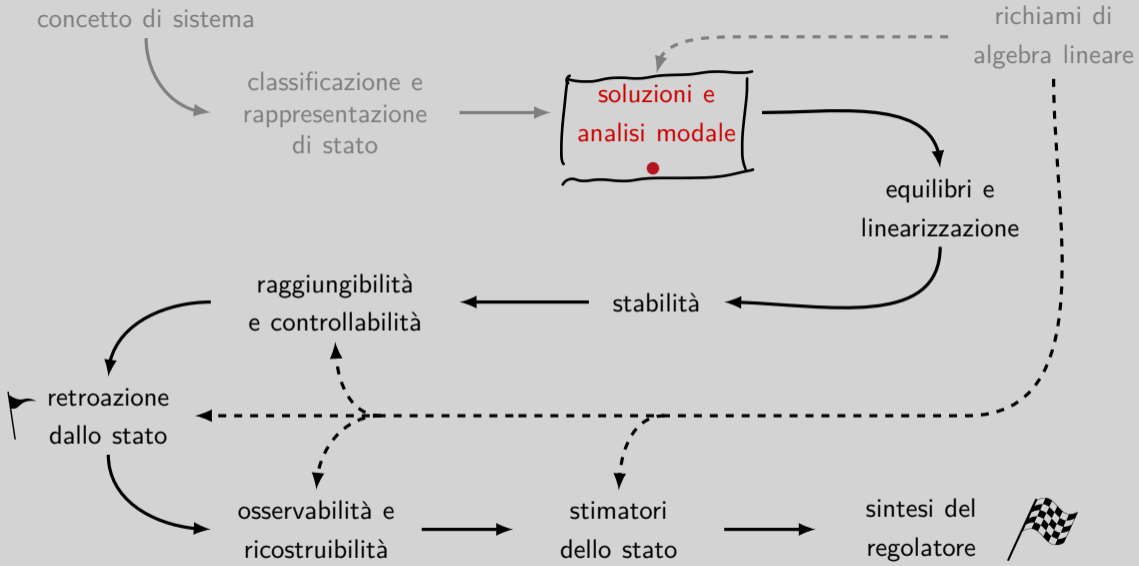 concetto di sistema
richiami di
algebra lineare
classificazione e
rappresentazione
di stato
soluzioni e
analisi modale
equilibri e
linearizzazione
stabilità
raggiungibilità
e controllabilità
retroazione
dallo stato
osservabilità e
ricostruibilità
stimatori
dello stato
sintesi del
regolatore